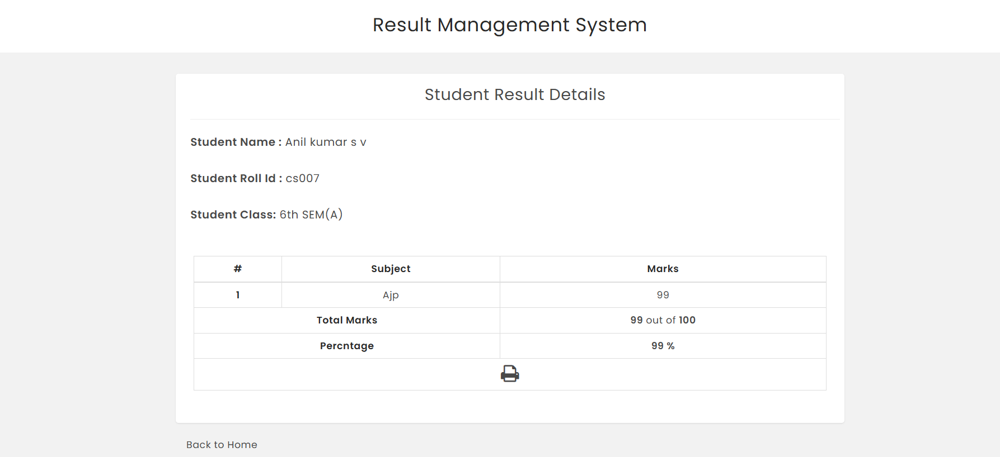 Result Management System
Student Result Details
Student Name : Anil kumar s v
Student Roll Id : cs007
Student Class: 6th SEM(A)
# Subject Marks
1 Ajp 99
Total Marks 99 out of 100
Percntage 99 %
Back to Home